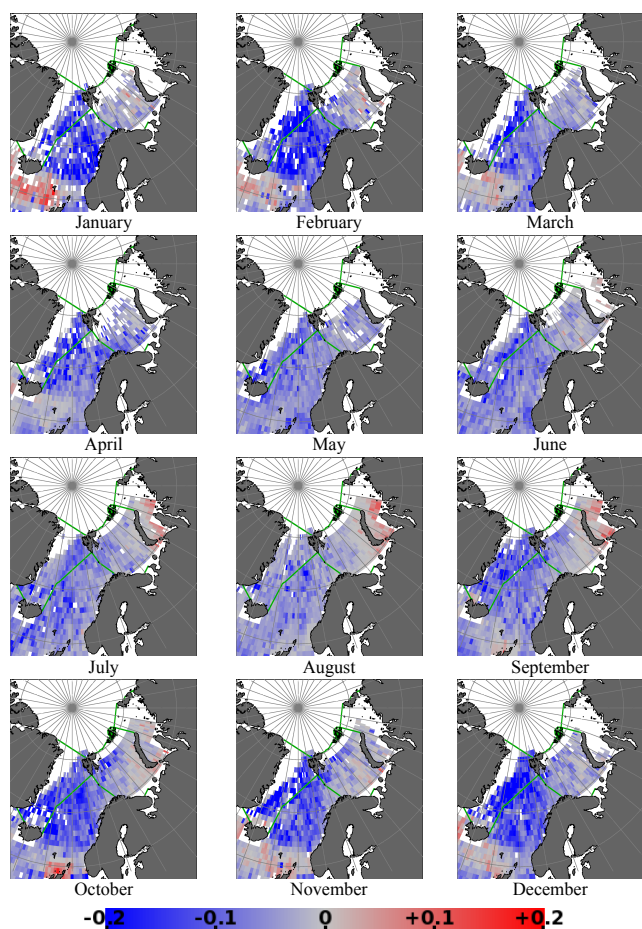 January February March
April May June
July August September
October November December
-0.2 -0.1 0 +0.1 +0.2